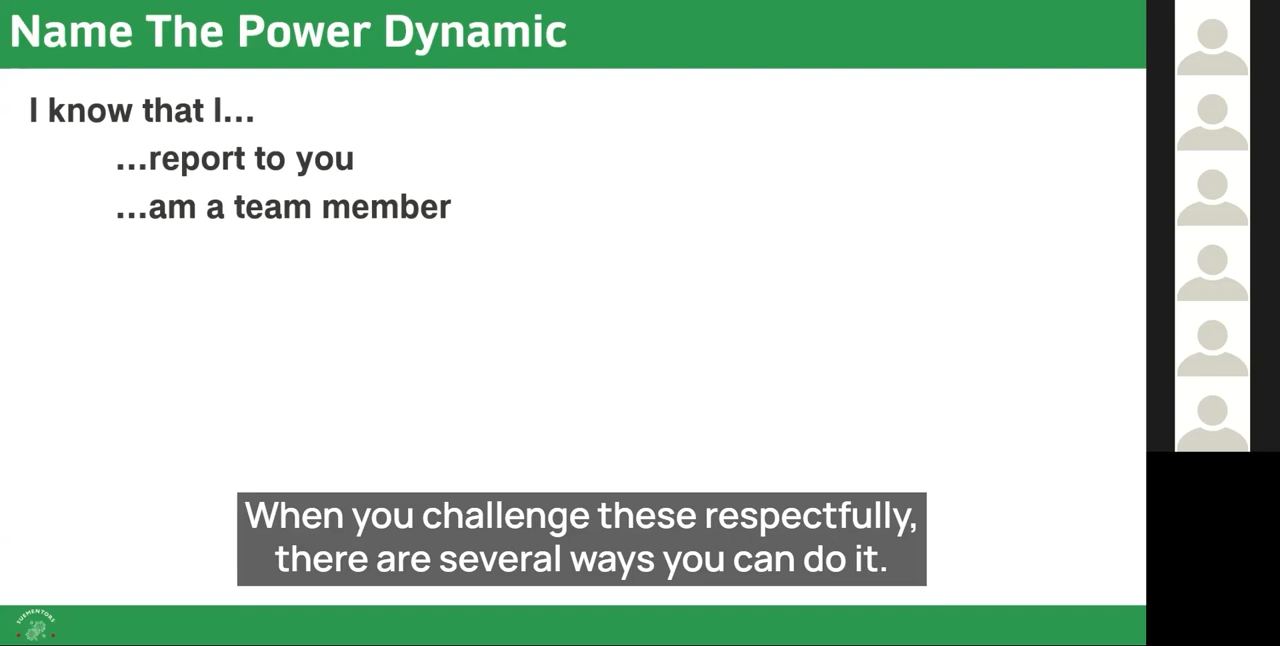 Name The Power Dynamic
I know that I...
...report to you
...am a team member
When you challenge these respectfully,
there are several ways you can do it.
SUEMENTORS